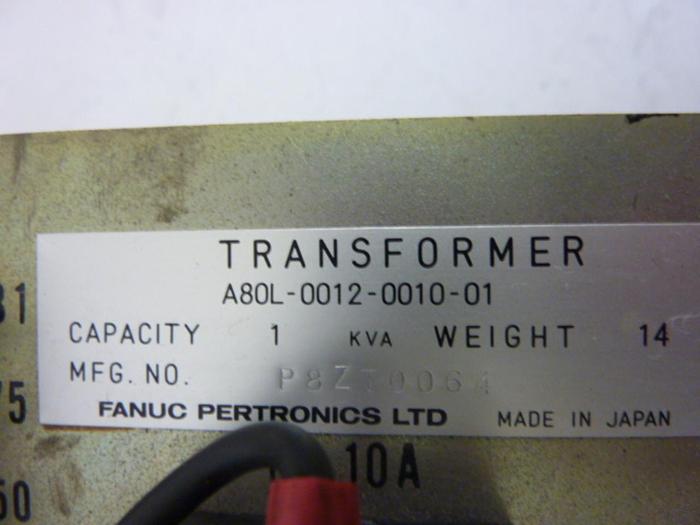 TRANSFORMER
A80L-0012-0010-01
CAPACITY 1 KVA WEIGHT 14
MFG. NO.
FANUC PERTRONICS LTD MADE IN JAPAN
10A